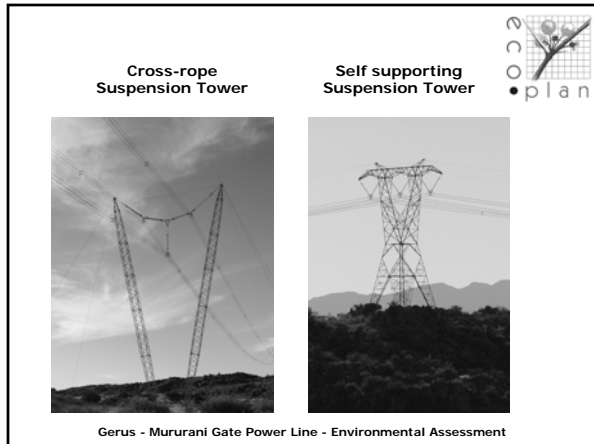 Cross-rope
Suspension Tower
Self supporting
Suspension Tower
eco.
plan
Gerus - Mururani Gate Power Line - Environmental Assessment